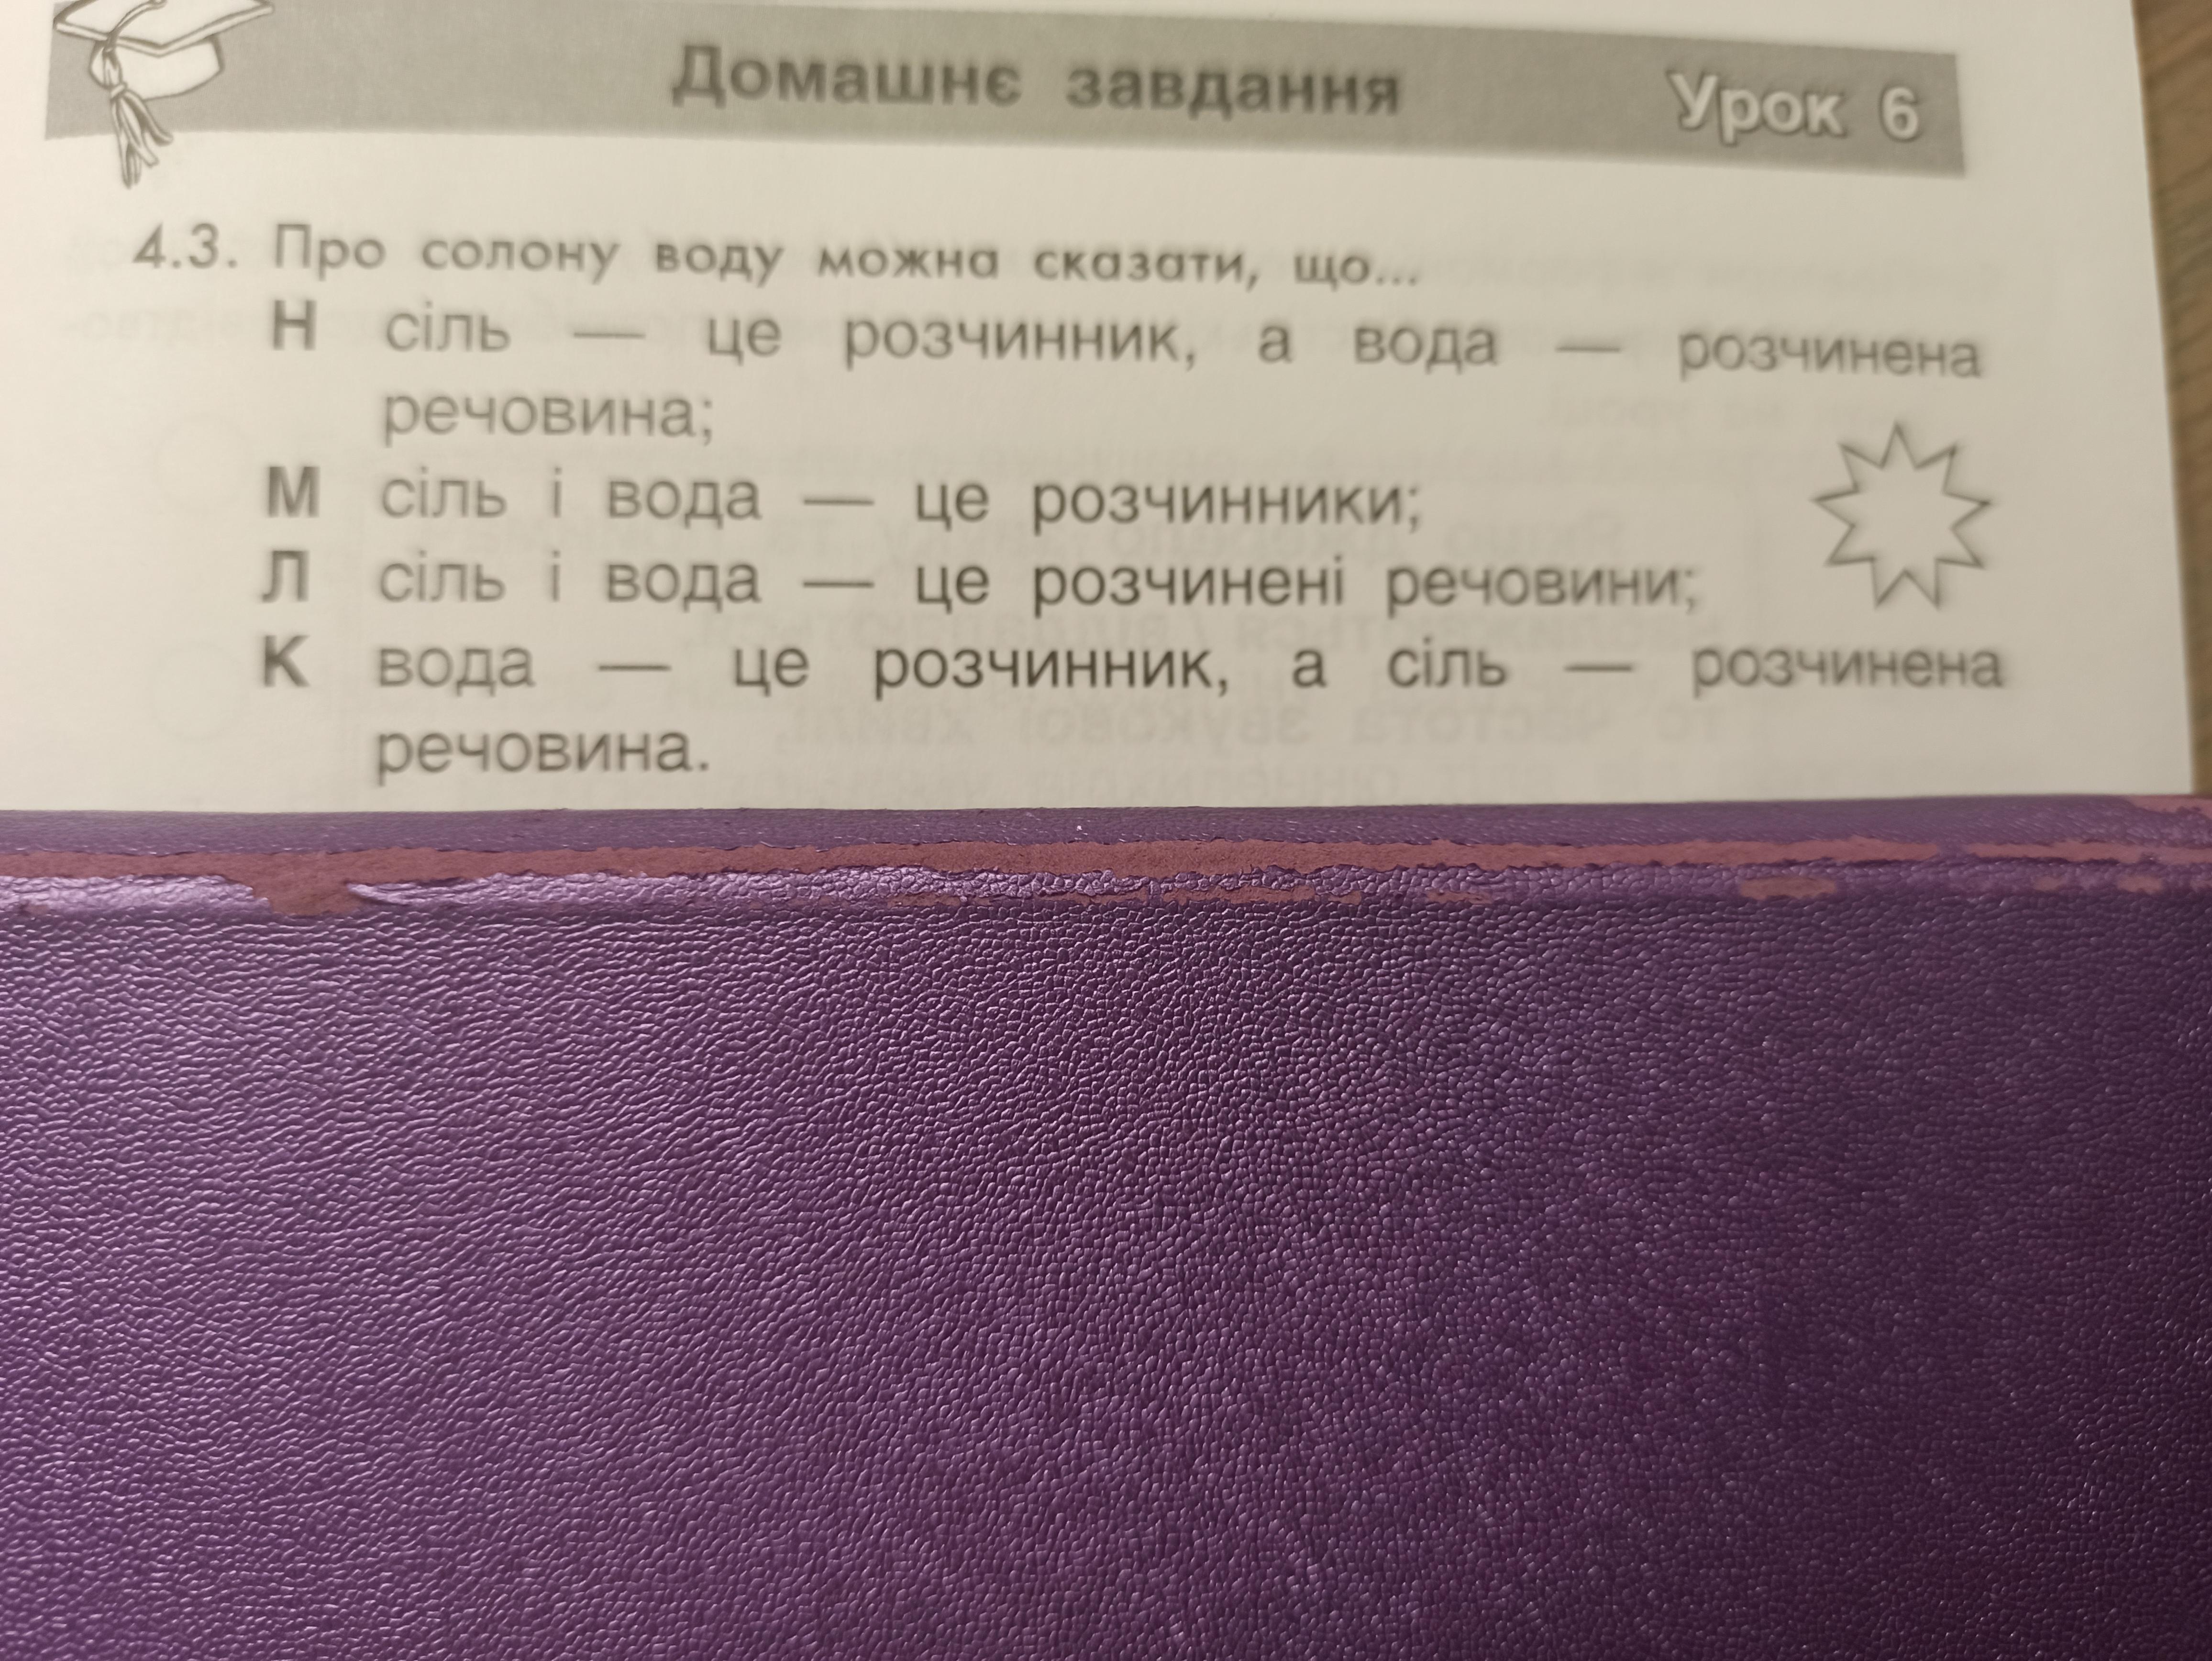 Домашнє завдання Урок 6
4.3. Про солону воду можна сказати, що...
Н сіль — це розчинник, а вода — розчинена
речовина;
М сіль і вода — це розчинники;
Л сіль і вода — це розчинені речовини;
К вода — це розчинник, а сіль — розчинена
речовина.